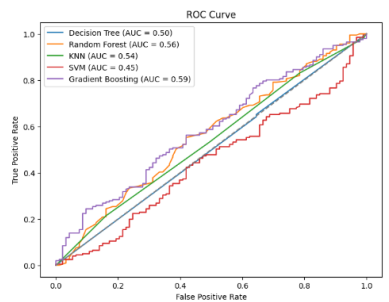 ROC Curve
Decision Tree (AUC = 0.50)
Random Forest (AUC = 0.56)
KNN (AUC = 0.54)
SVM (AUC = 0.45)
Gradient Boosting (AUC = 0.59)
True Positive Rate
1.0
0.8
0.6
0.4
0.2
0.0
0.0 0.2 0.4 0.6 0.8 1.0
False Positive Rate